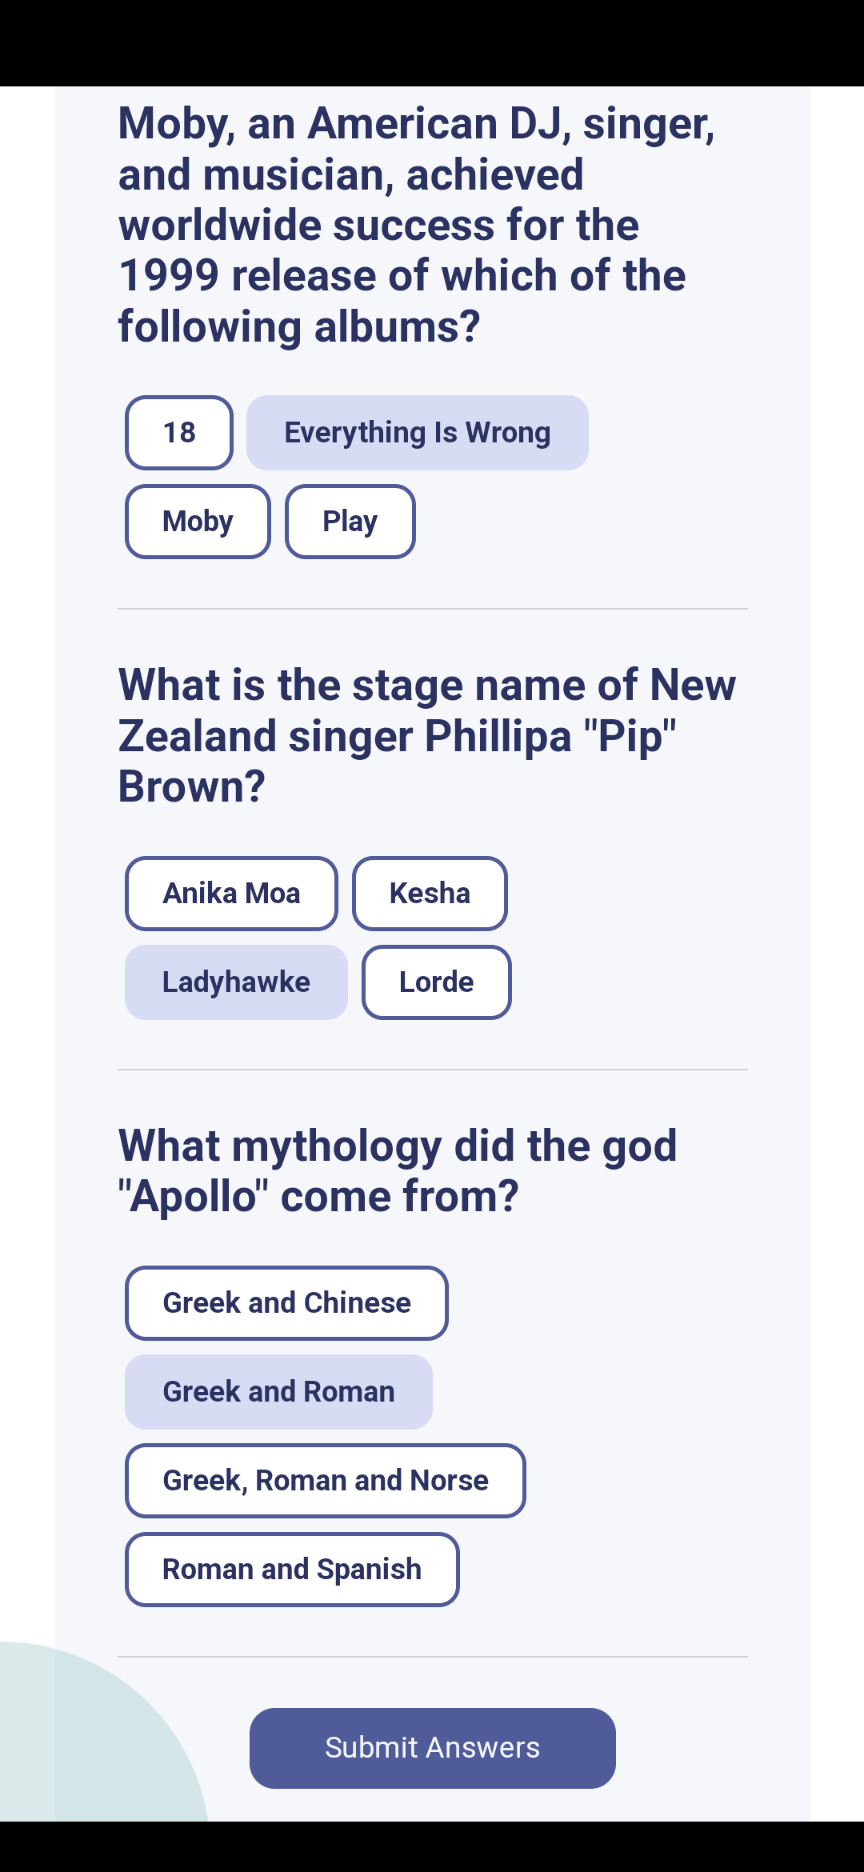 Moby, an American DJ, singer,
and musician, achieved
worldwide success for the
1999 release of which of the
following albums?
18
Everything Is Wrong
Moby
Play
What is the stage name of New
Zealand singer Phillipa "Pip"
Brown?
Anika Moa
Kesha
Ladyhawke
Lorde
What mythology did the god
"Apollo" come from?
Greek and Chinese
Greek and Roman
Greek, Roman and Norse
Roman and Spanish
Submit Answers